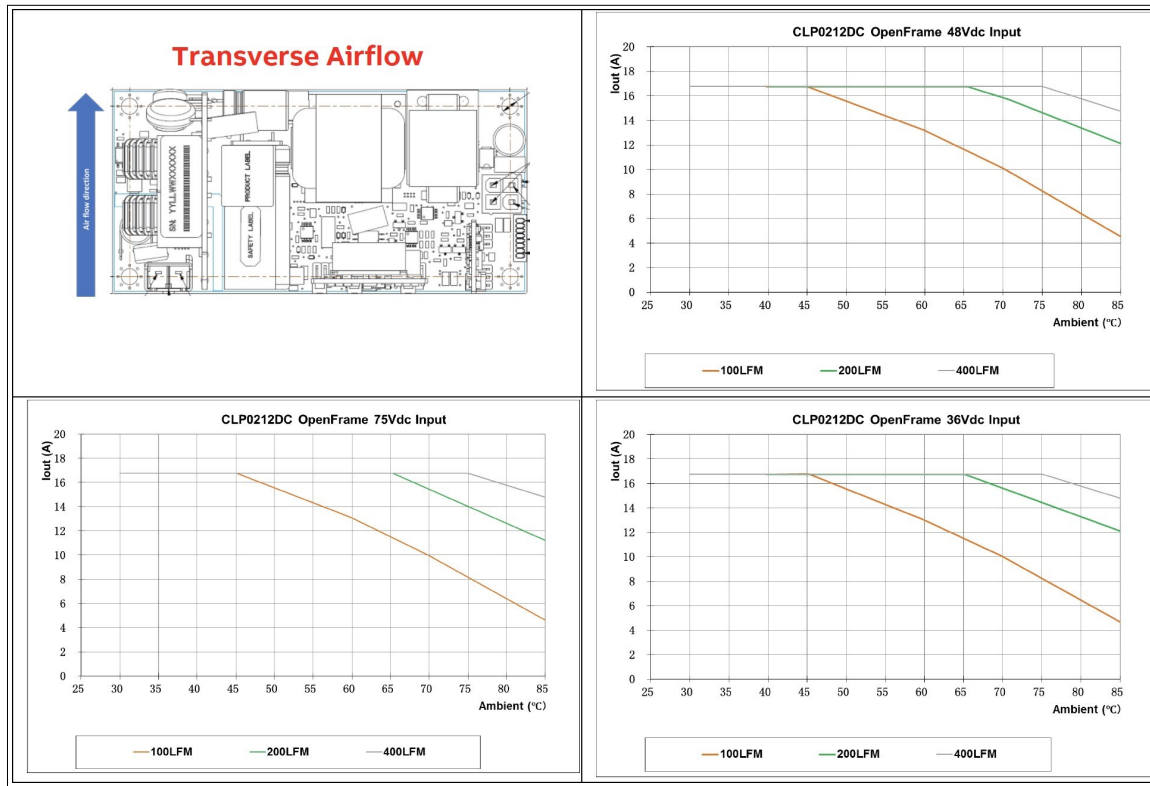 Transverse Airflow
Air flow direction
SN: YYLLWWXXXXXX
PRODUCT LABEL
SAFETY LABEL
CLP0212DC OpenFrame 48Vdc Input
Iout (A)
20
18
16
14
12
10
8
6
4
2
0
25 30 35 40 45 50 55 60 65 70 75 80 85
Ambient (℃)
100LFM 200LFM 400LFM
CLP0212DC OpenFrame 75Vdc Input
Iout (A)
20
18
16
14
12
10
8
6
4
2
0
25 30 35 40 45 50 55 60 65 70 75 80 85
Ambient (℃)
100LFM 200LFM 400LFM
CLP0212DC OpenFrame 36Vdc Input
Iout (A)
20
18
16
14
12
10
8
6
4
2
0
25 30 35 40 45 50 55 60 65 70 75 80 85
Ambient (℃)
100LFM 200LFM 400LFM